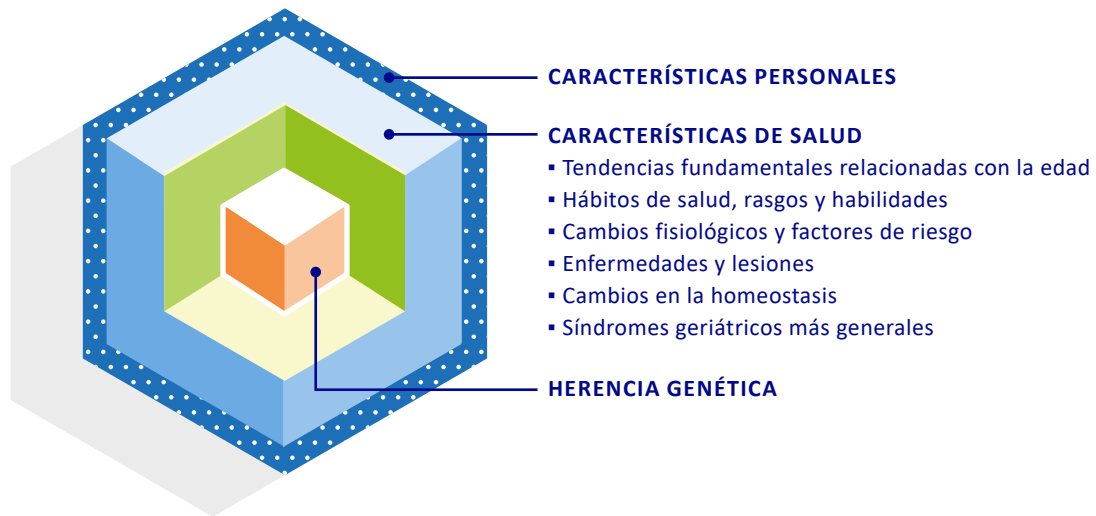 CARACTERÍSTICAS PERSONALES
CARACTERÍSTICAS DE SALUD
▪ Tendencias fundamentales relacionadas con la edad
▪ Hábitos de salud, rasgos y habilidades
▪ Cambios fisiológicos y factores de riesgo
▪ Enfermedades y lesiones
▪ Cambios en la homeostasis
▪ Síndromes geriátricos más generales
HERENCIA GENÉTICA